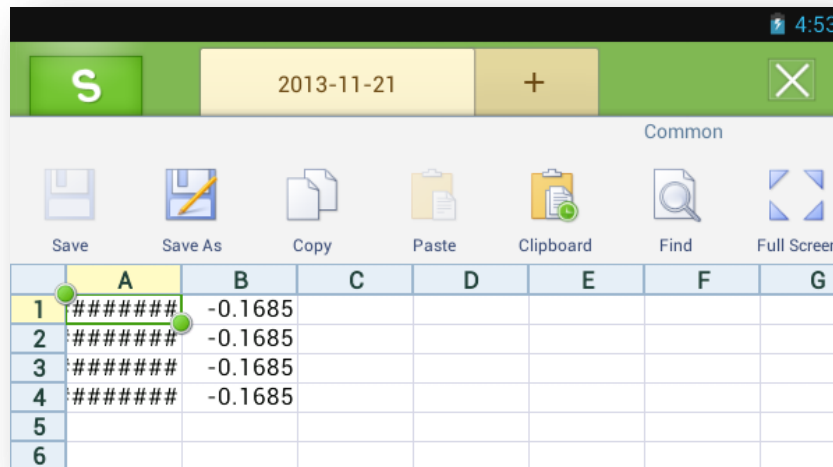 4:53
S
2013-11-21 +
Common
Save Save As Copy Paste Clipboard Find Full Screen
A B C D E F G
1 ####### -0.1685
2 ####### -0.1685
3 ####### -0.1685
4 ####### -0.1685
5
6